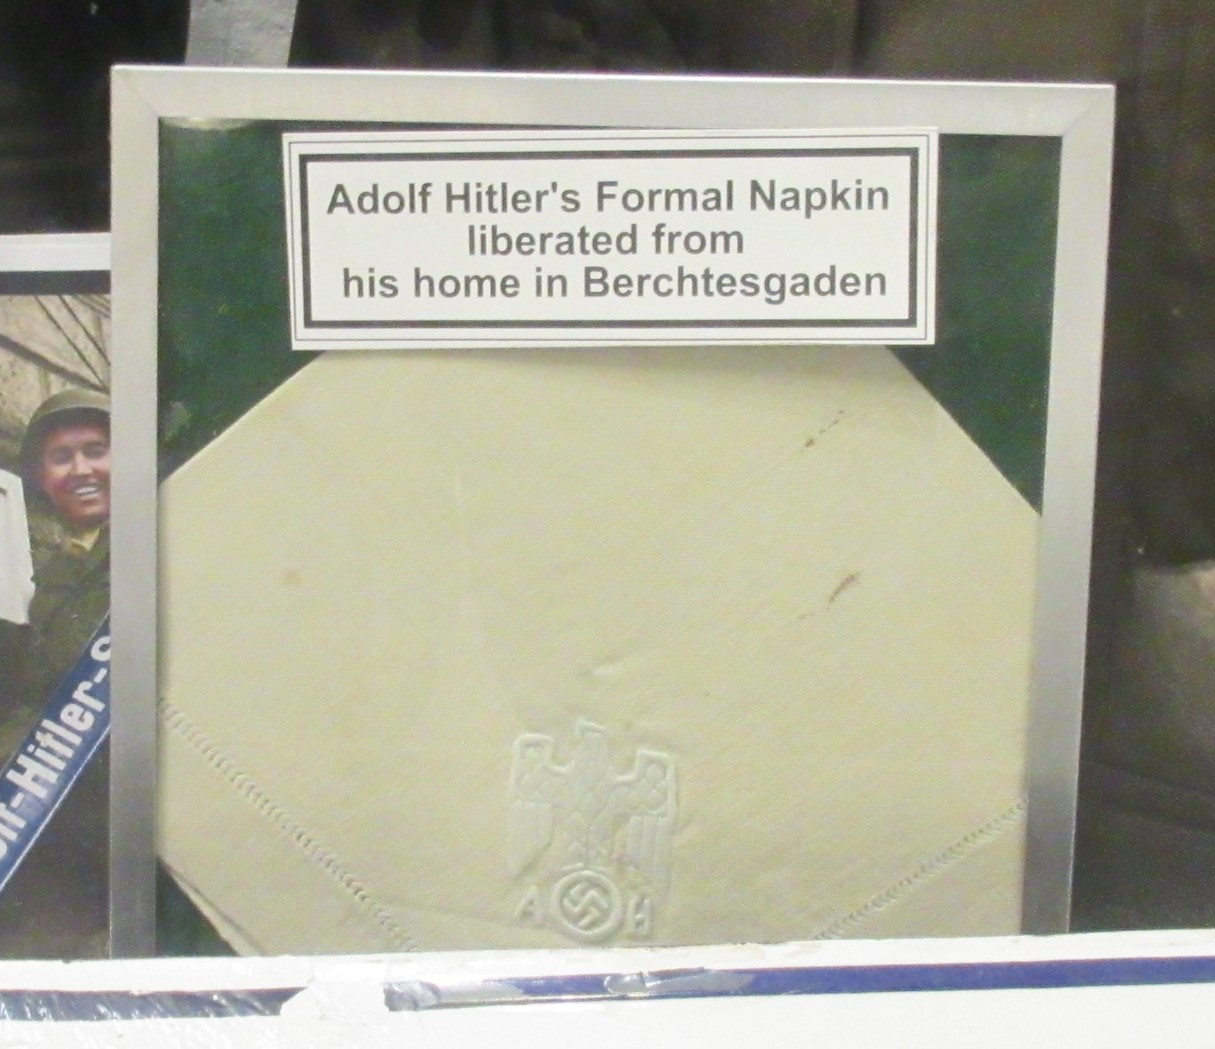 Adolf Hitler's Formal Napkin
liberated from
his home in Berchtesgaden
A H
-Hitler-S